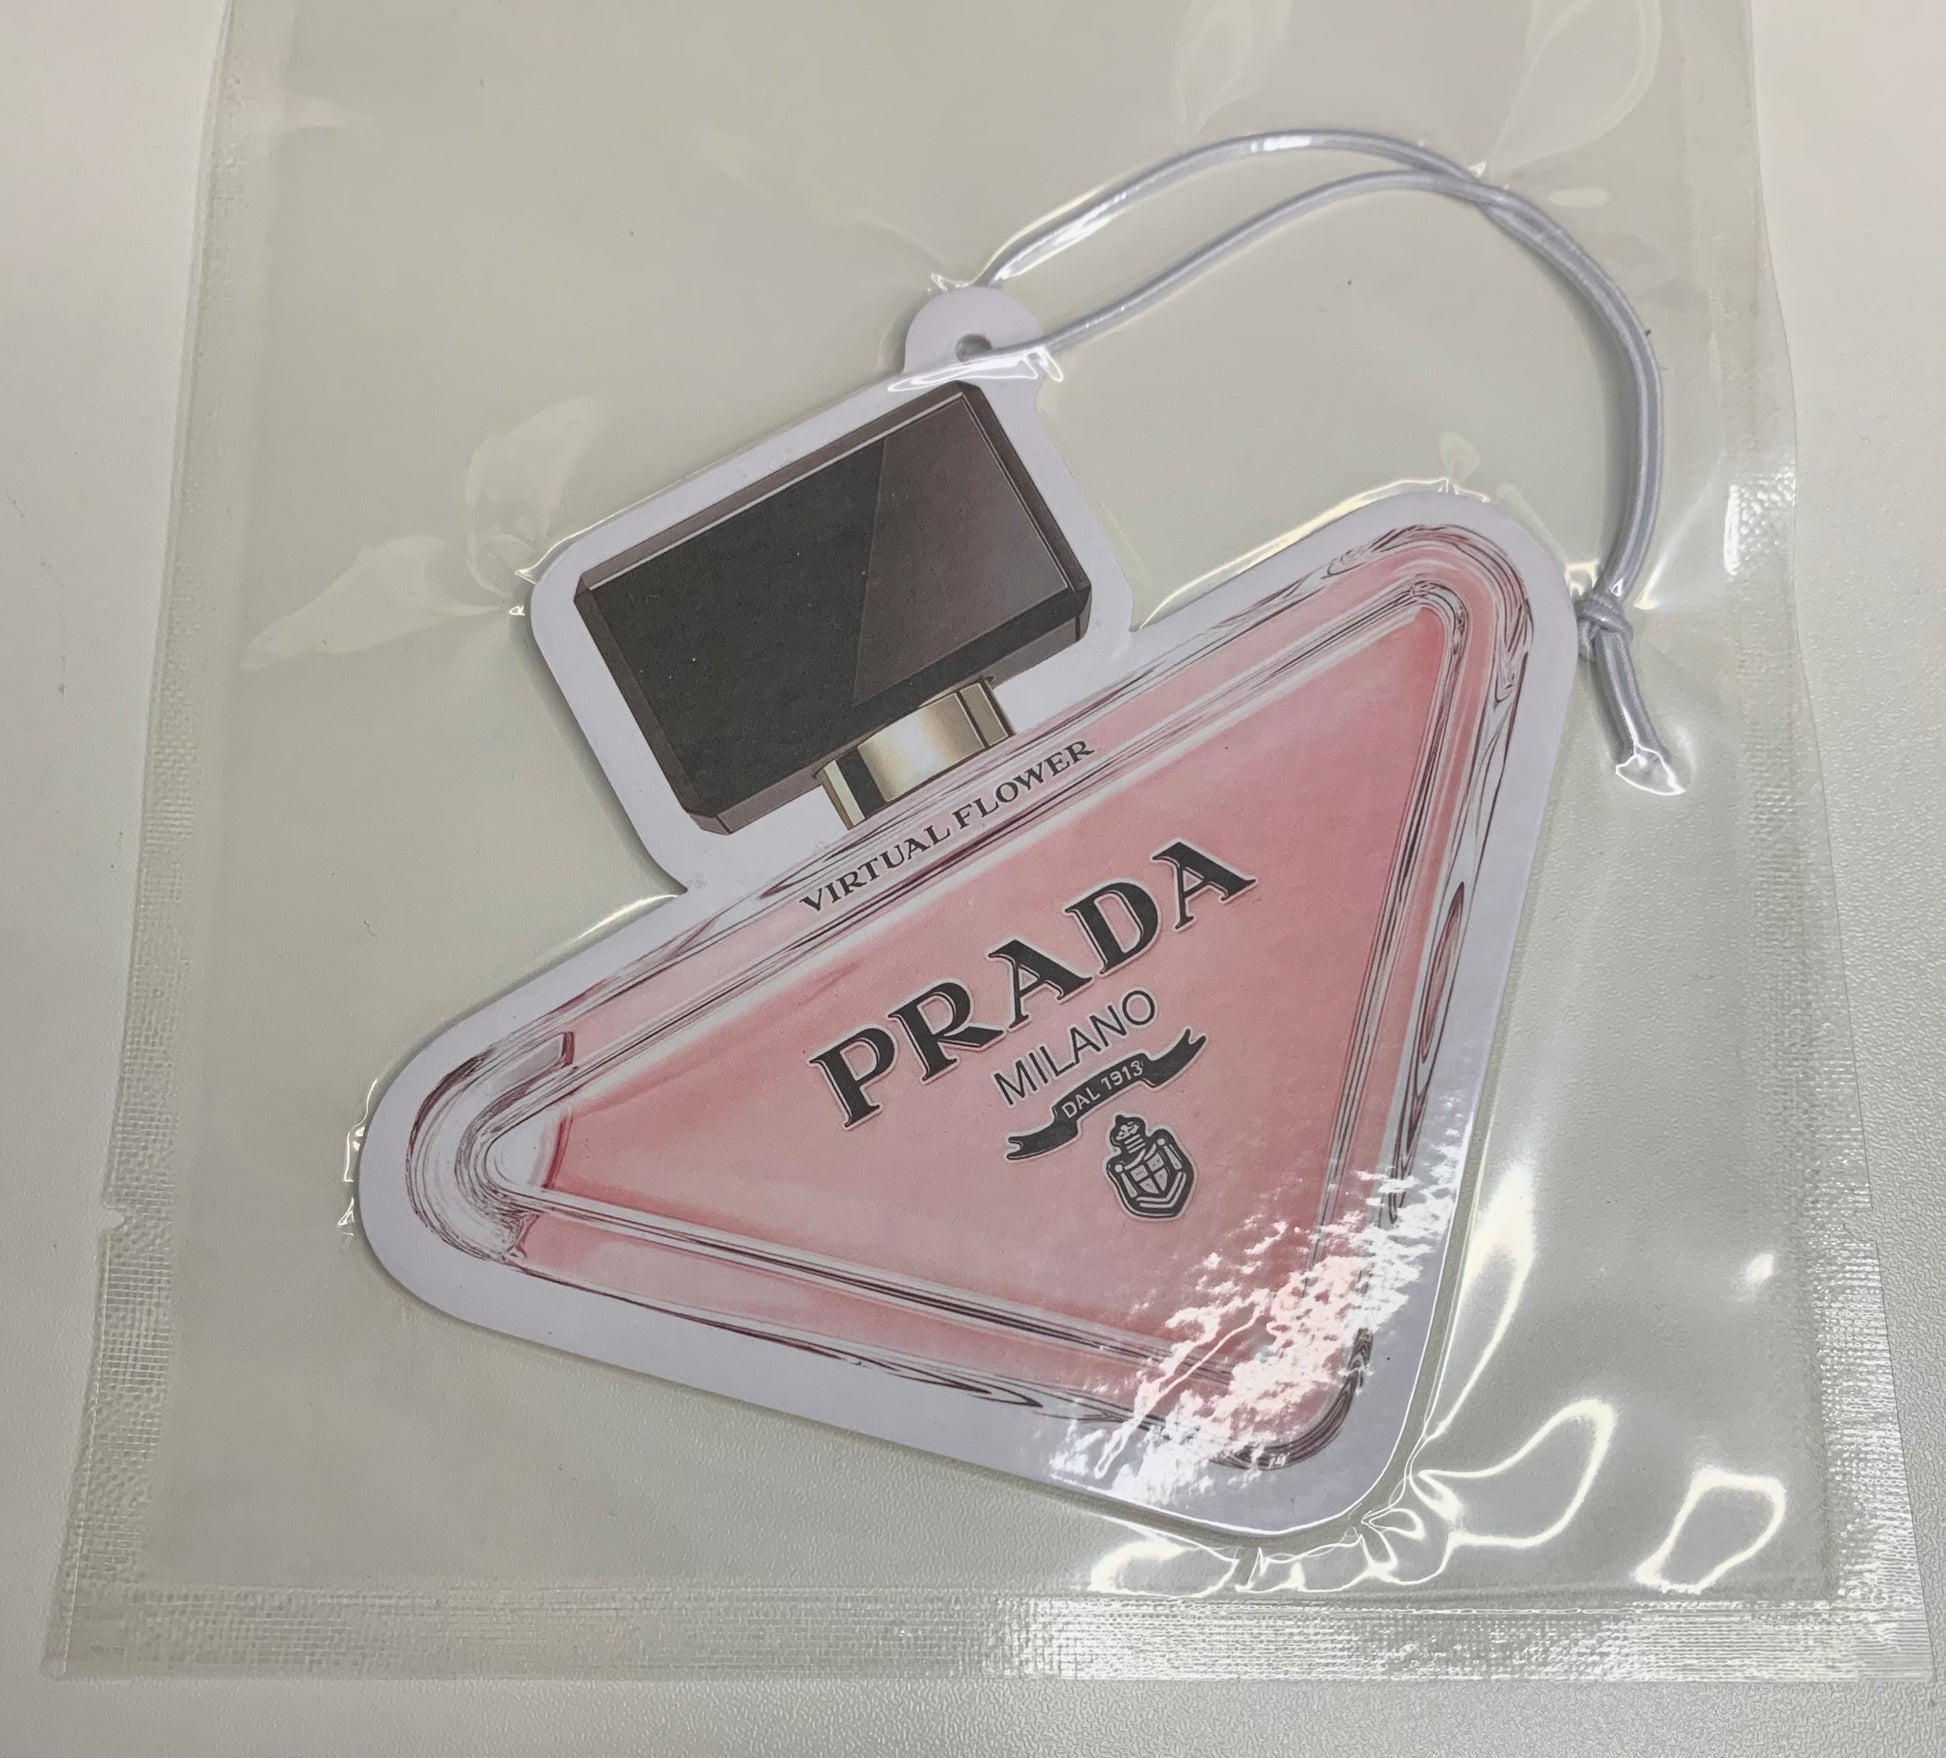 VIRTUAL FLOWER
PRADA
MILANO
DAL 1913